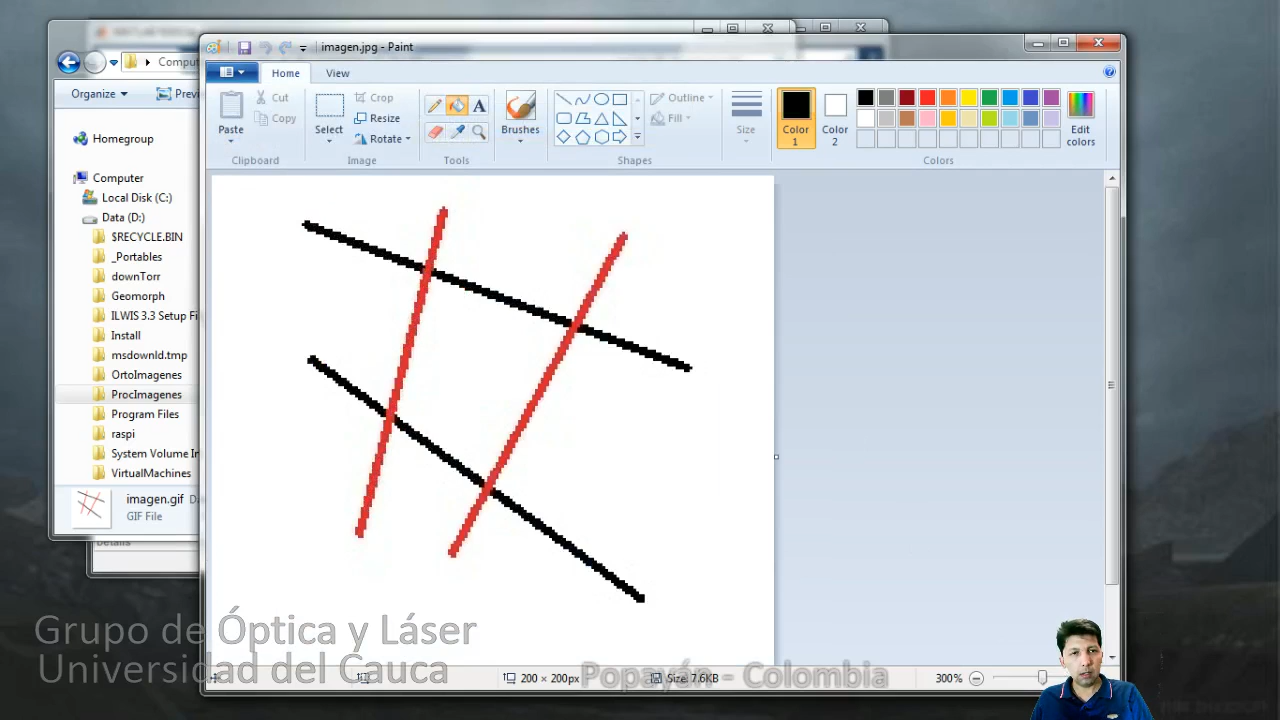 imagen.jpg - Paint
Home
View
Comput
Organize
Previ
Homegroup
Computer
Local Disk (C:)
Data (D:)
$RECYCLE.BIN
_Portables
downTorr
Geomorph
ILWIS 3.3 Setup Fi
Install
msdownld.tmp
OrtoImagenes
ProcImagenes
Program Files
raspi
System Volume In
VirtualMachines
imagen.gif
GIF File
Details
Paste
Cut
Copy
Clipboard
Select
Crop
Resize
Rotate
Image
A
Tools
Brushes
Outline
Fill
Shapes
Size
Color
1
Color
2
Edit
colors
Colors
200 × 200px
Size: 7.6KB
300%
Grupo de Óptica y Láser
Universidad del Cauca
Popayán - Colombia